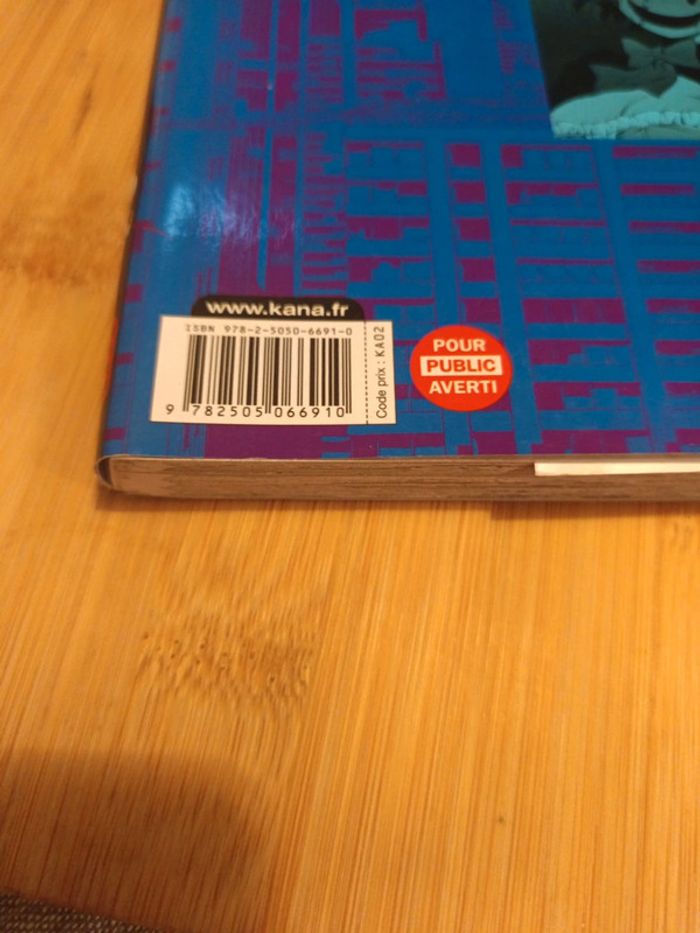 www.kana.fr
ISBN 978-2-5050-6691-0
9 782505 066910
Code prix : KA02
POUR
PUBLIC
AVERTI